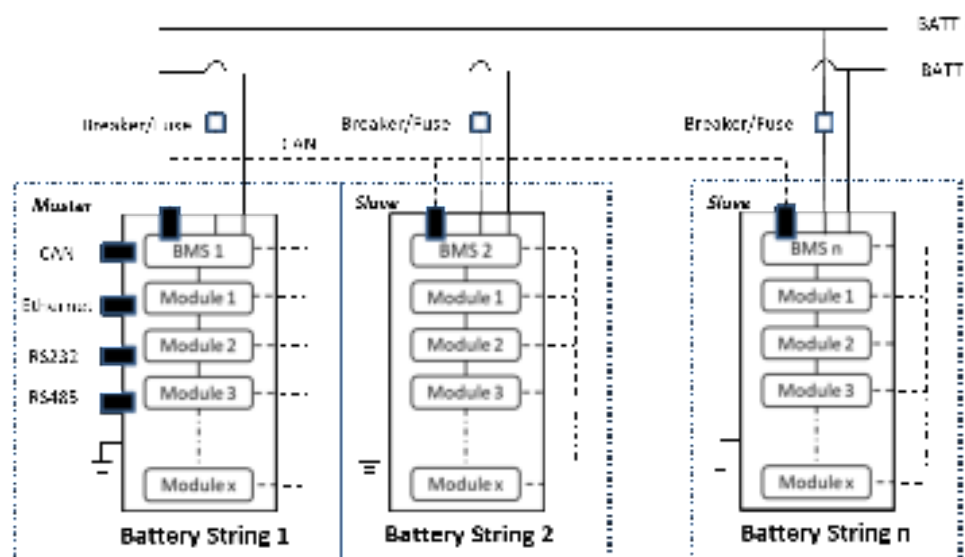 BATT
BATT
Breaker/Fuse
Breaker/Fuse
Breaker/Fuse
CAN
Master
Slave
Slave
CAN
Ethernet
RS232
RS485
BMS 1
Module 1
Module 2
Module 3
Module x
Battery String 1
BMS 2
Module 1
Module 2
Module 3
Module x
Battery String 2
BMS n
Module 1
Module 2
Module 3
Module x
Battery String n